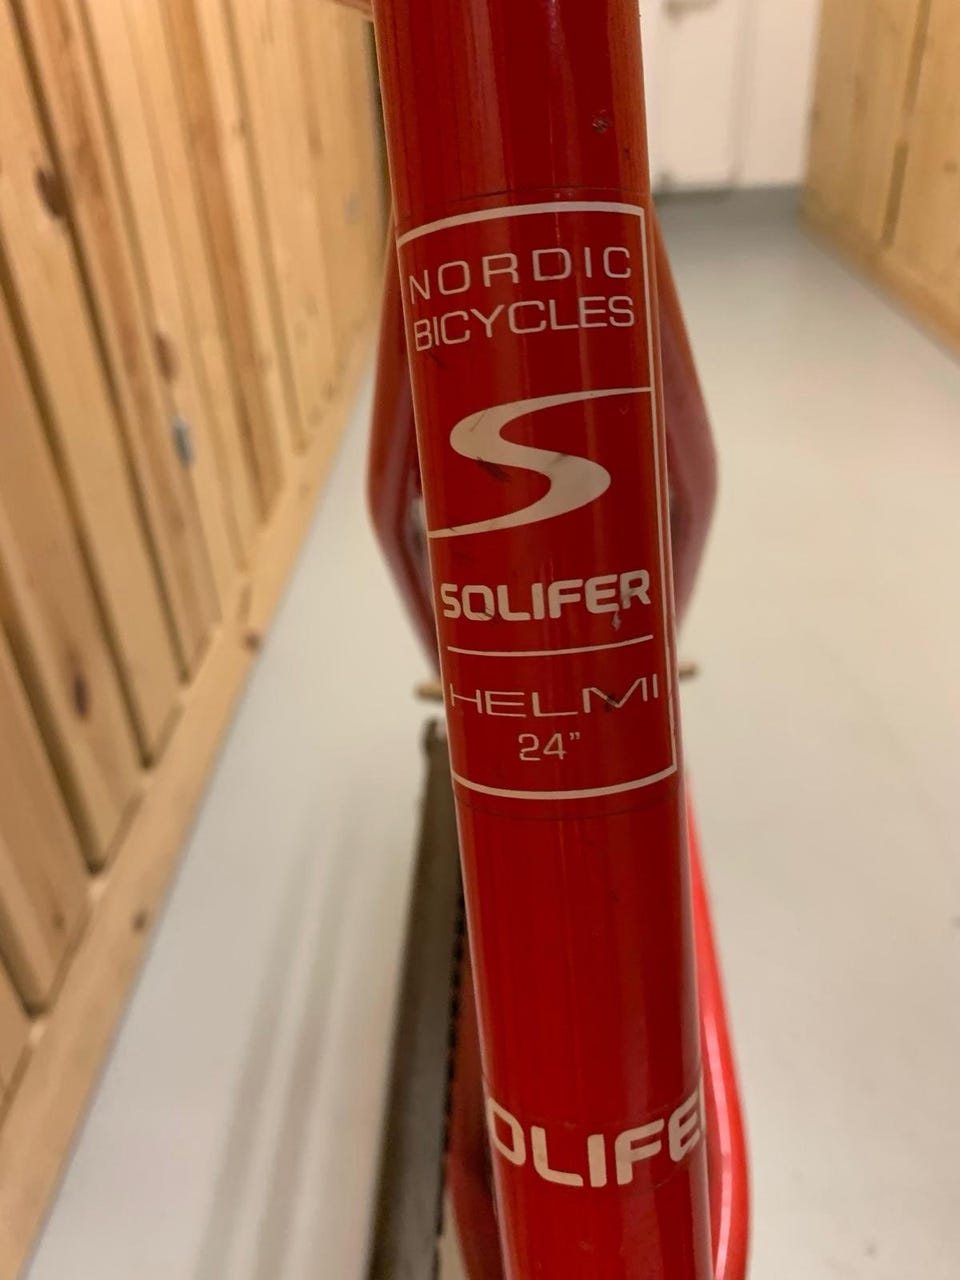 NORDIC
BICYCLES
S
SOLIFER
HELMI
24”
OLIFE